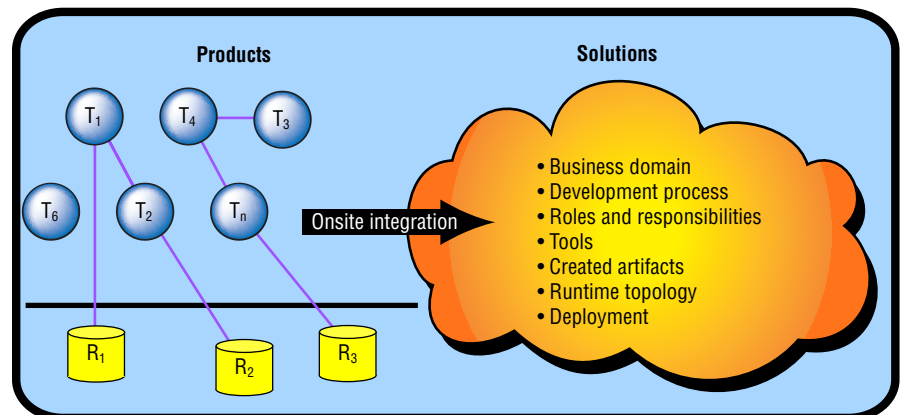 Products
Solutions
T₁
T₄
T₃
T₆
T₂
Tₙ
R₁
R₂
R₃
Onsite integration
• Business domain
• Development process
• Roles and responsibilities
• Tools
• Created artifacts
• Runtime topology
• Deployment